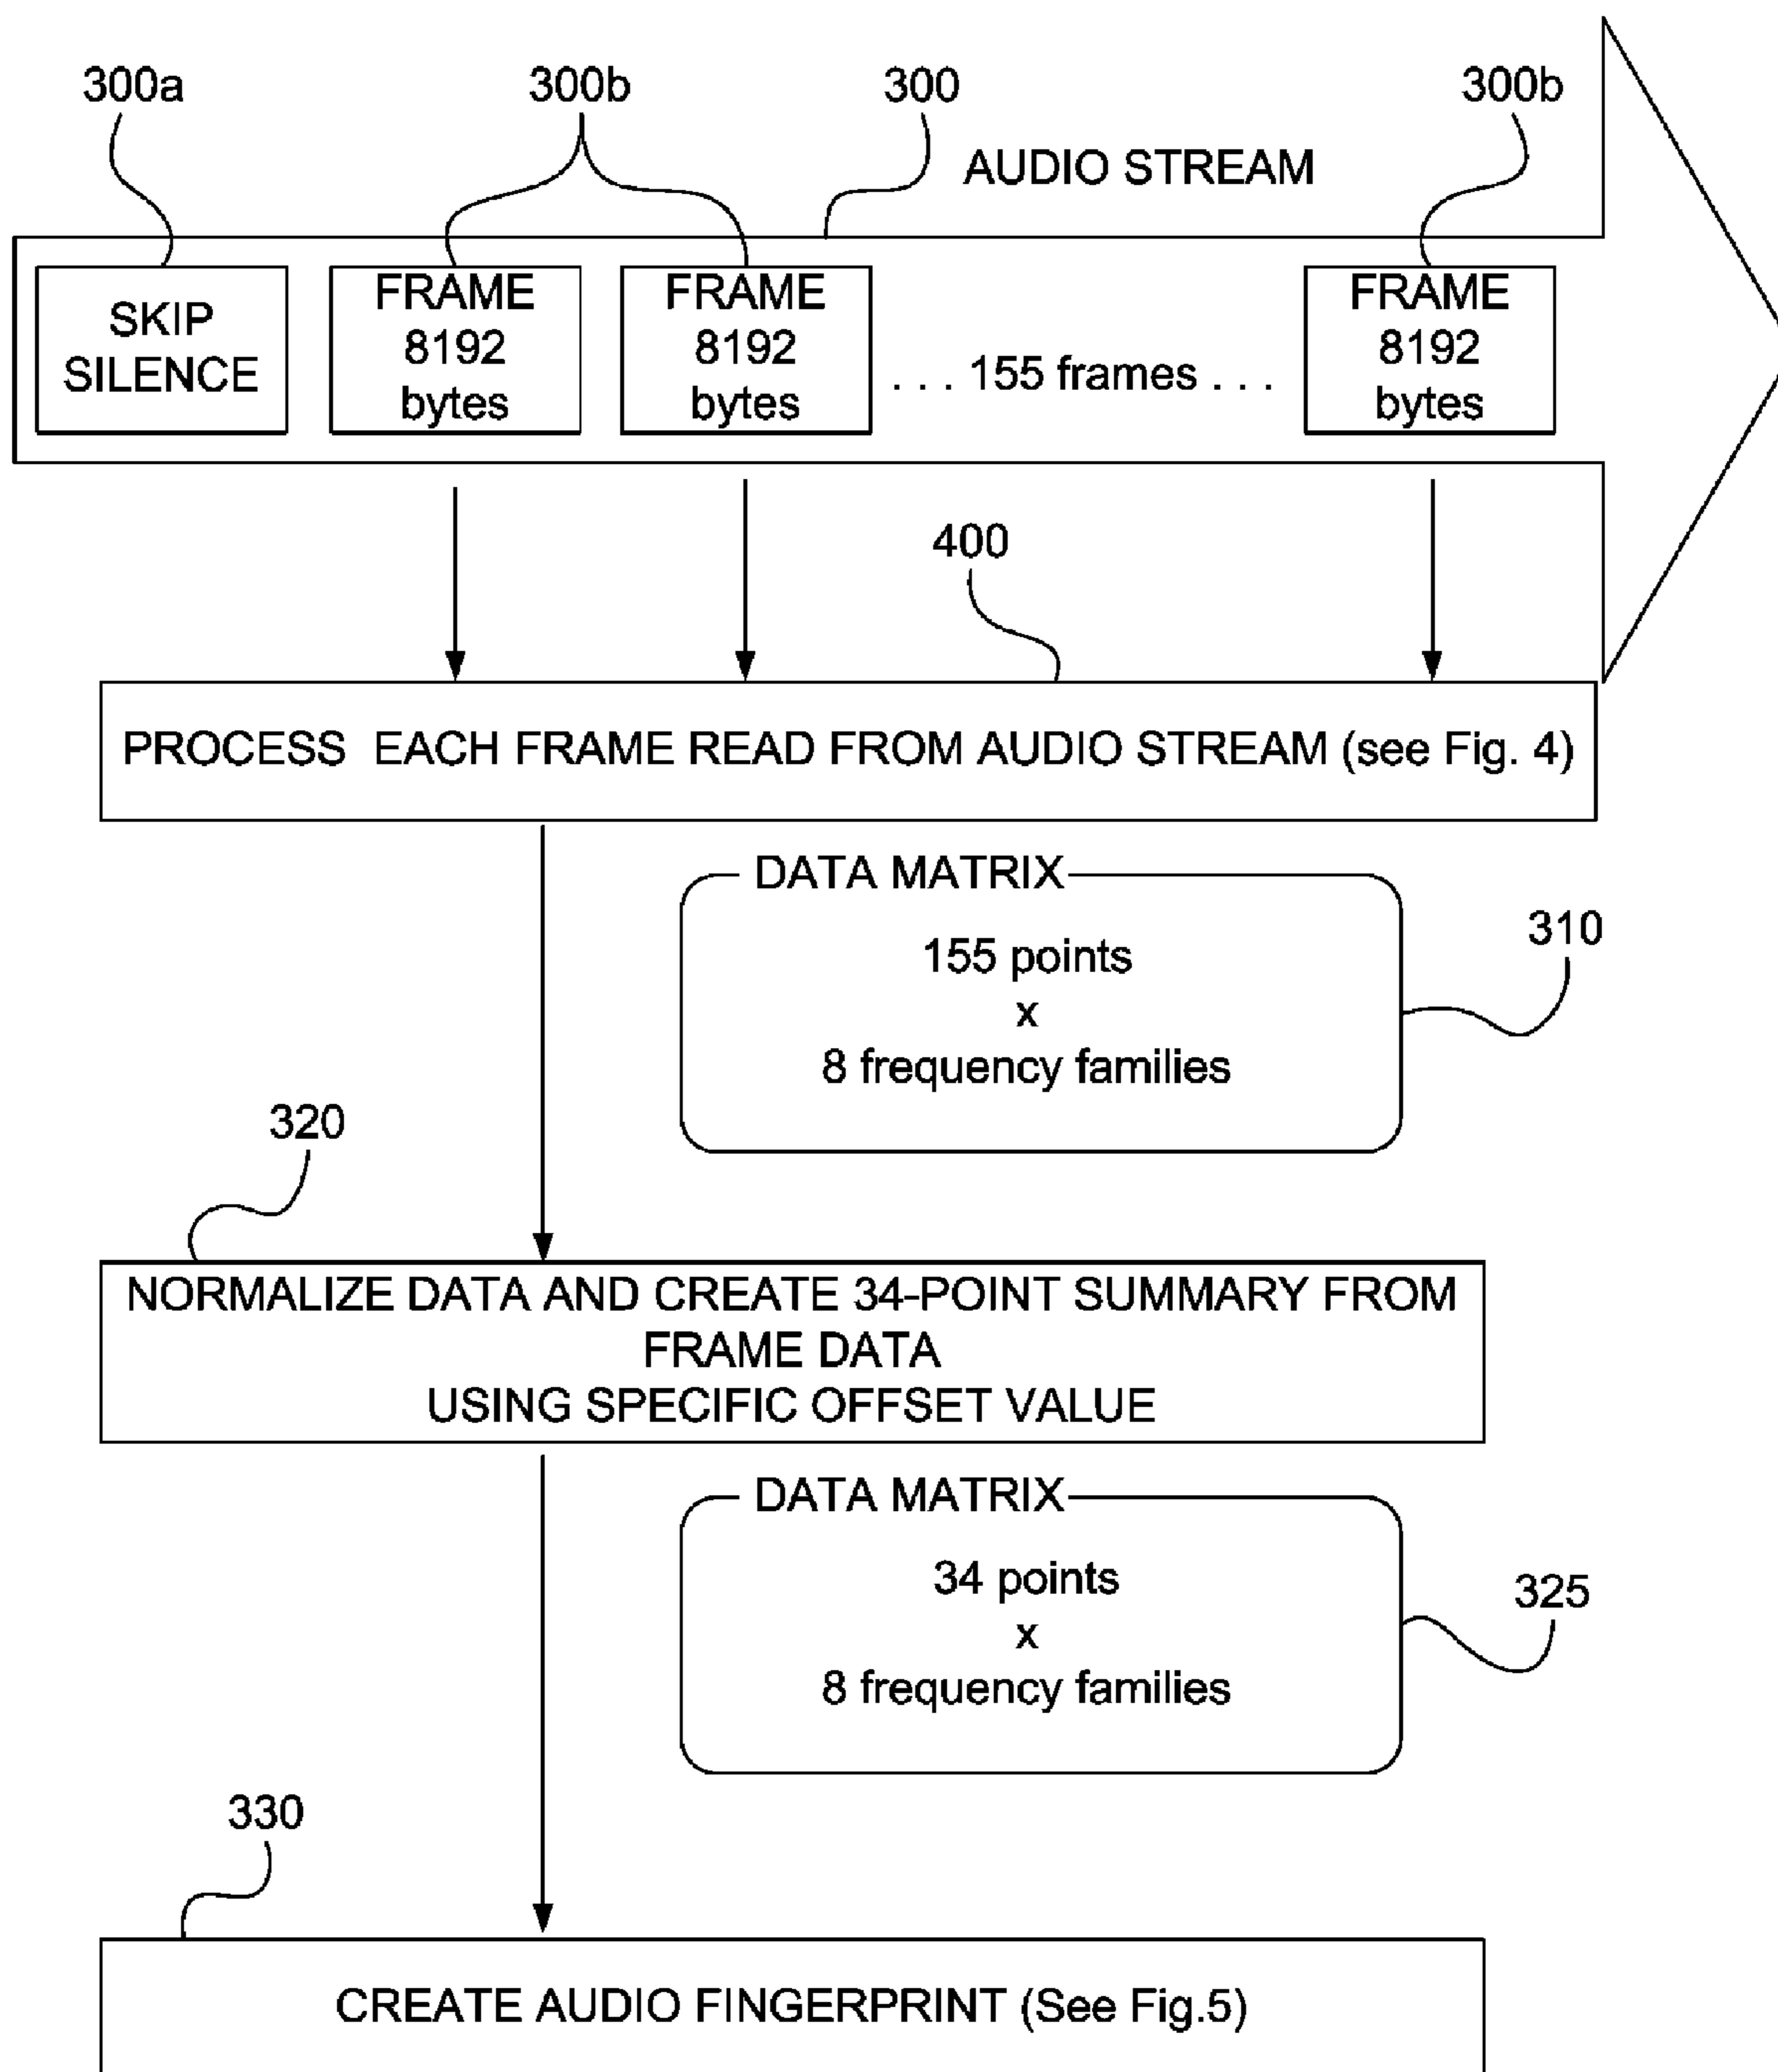 300a
300b
300
300b
AUDIO STREAM
SKIP
SILENCE
FRAME
8192
bytes
FRAME
8192
bytes
. . . 155 frames . . .
FRAME
8192
bytes
400
PROCESS EACH FRAME READ FROM AUDIO STREAM (see Fig. 4)
DATA MATRIX
155 points
x
8 frequency families
310
320
NORMALIZE DATA AND CREATE 34-POINT SUMMARY FROM
FRAME DATA
USING SPECIFIC OFFSET VALUE
DATA MATRIX
34 points
x
8 frequency families
325
330
CREATE AUDIO FINGERPRINT (See Fig.5)